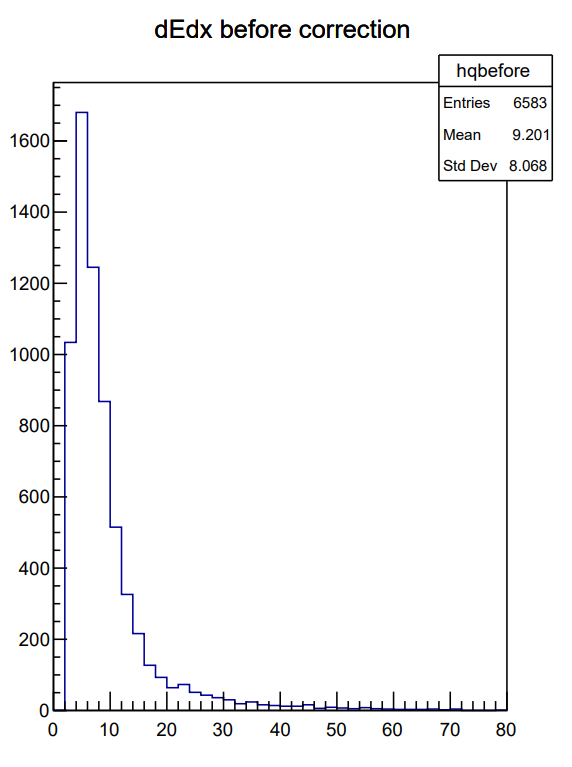 dEdx before correction
hqbefore
Entries 6583
Mean 9.201
Std Dev 8.068
1600
1400
1200
1000
800
600
400
200
0
0 10 20 30 40 50 60 70 80